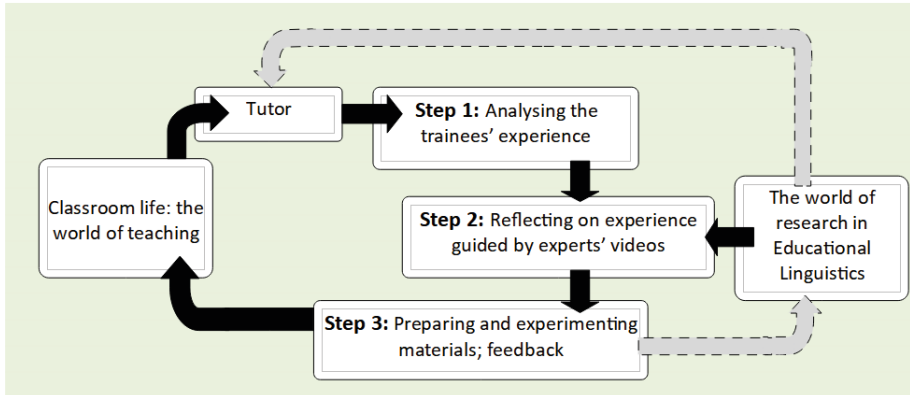 Tutor
Step 1: Analysing the
trainees’ experience
Classroom life: the
world of teaching
Step 2: Reflecting on experience
guided by experts’ videos
The world of
research in
Educational
Linguistics
Step 3: Preparing and experimenting
materials; feedback